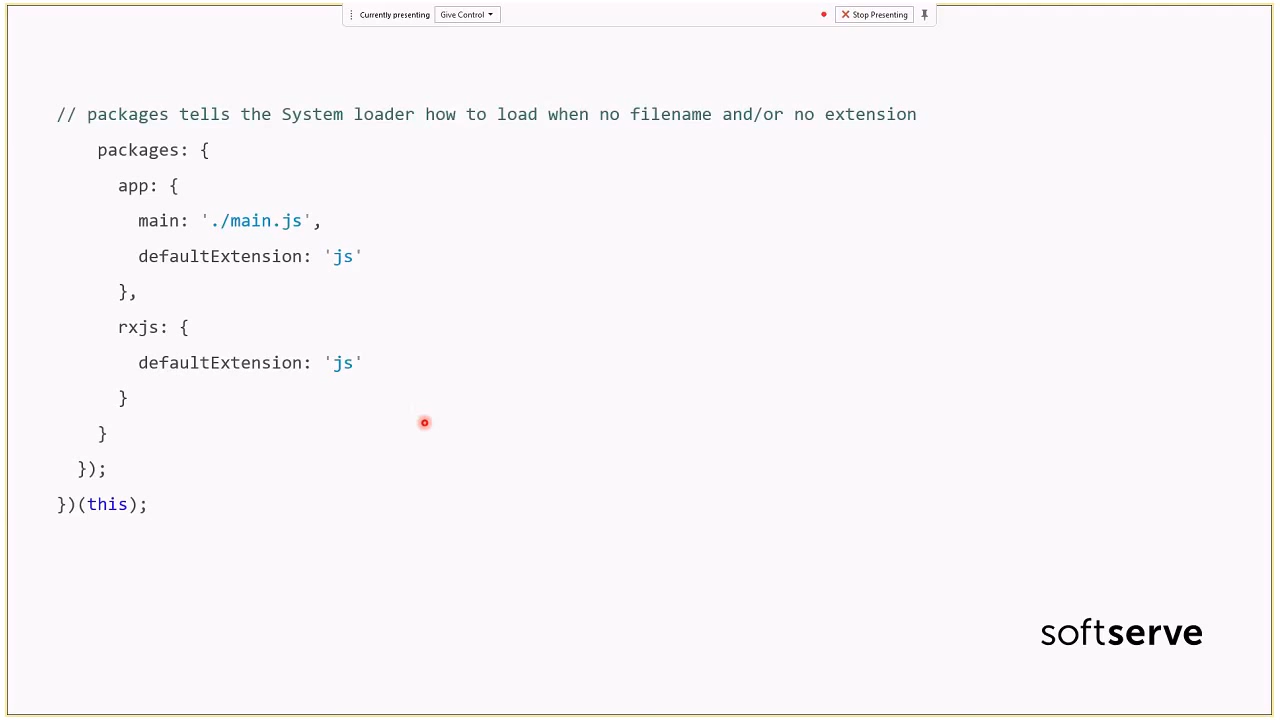 Currently presenting Give Control Stop Presenting
// packages tells the System loader how to load when no filename and/or no extension
packages: {
app: {
main: './main.js',
defaultExtension: 'js'
},
rxjs: {
defaultExtension: 'js'
}
}
});
})(this);
softserve